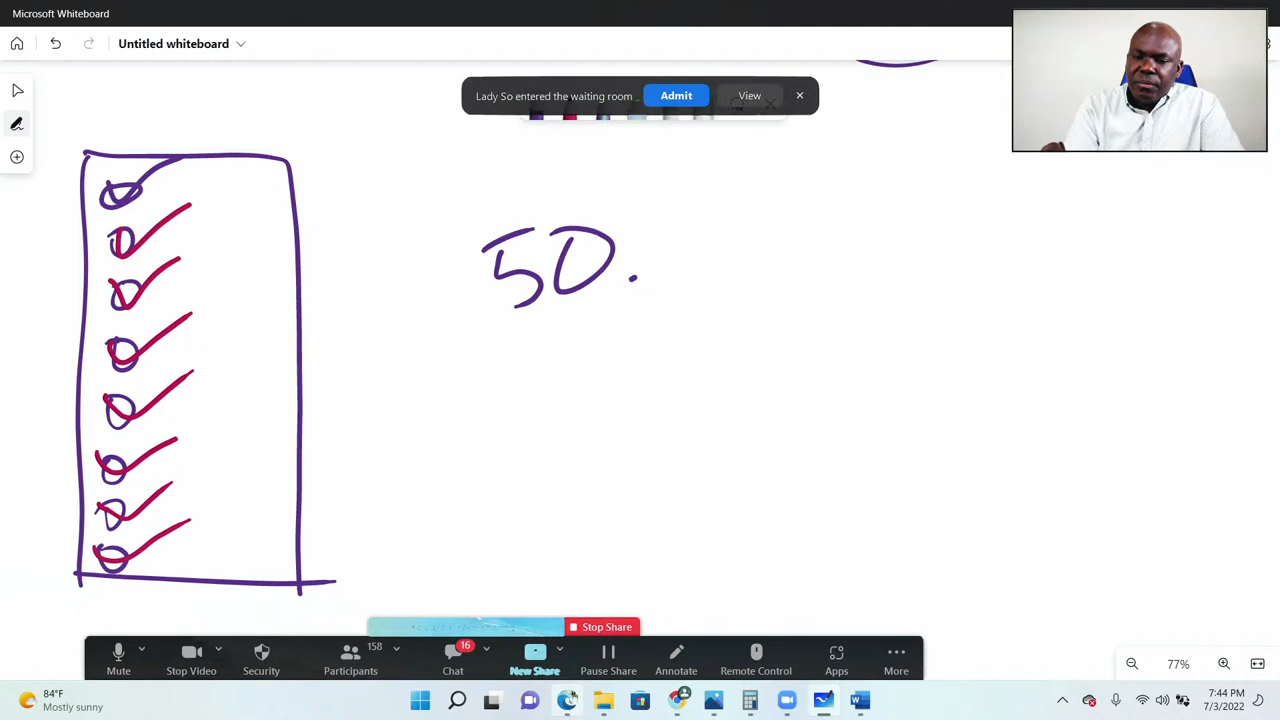 Microsoft Whiteboard
Untitled whiteboard
Lady So entered the waiting room
Admit
View
50.
Stop Share
158
16
Mute
Stop Video
Security
Participants
Chat
New Share
Pause Share
Annotate
Remote Control
Apps
More
77%
84°F
Mostly sunny
7:44 PM
7/3/2022